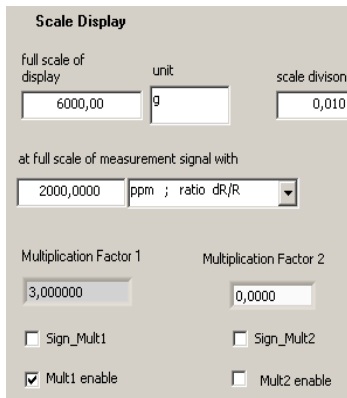 Scale Display
full scale of display
unit
scale divison
6000,00
g
0,010
at full scale of measurement signal with
2000,0000
ppm ; ratio dR/R
Multiplication Factor 1
Multiplication Factor 2
3,000000
0,0000
Sign_Mult1
Sign_Mult2
Mult1 enable
Mult2 enable